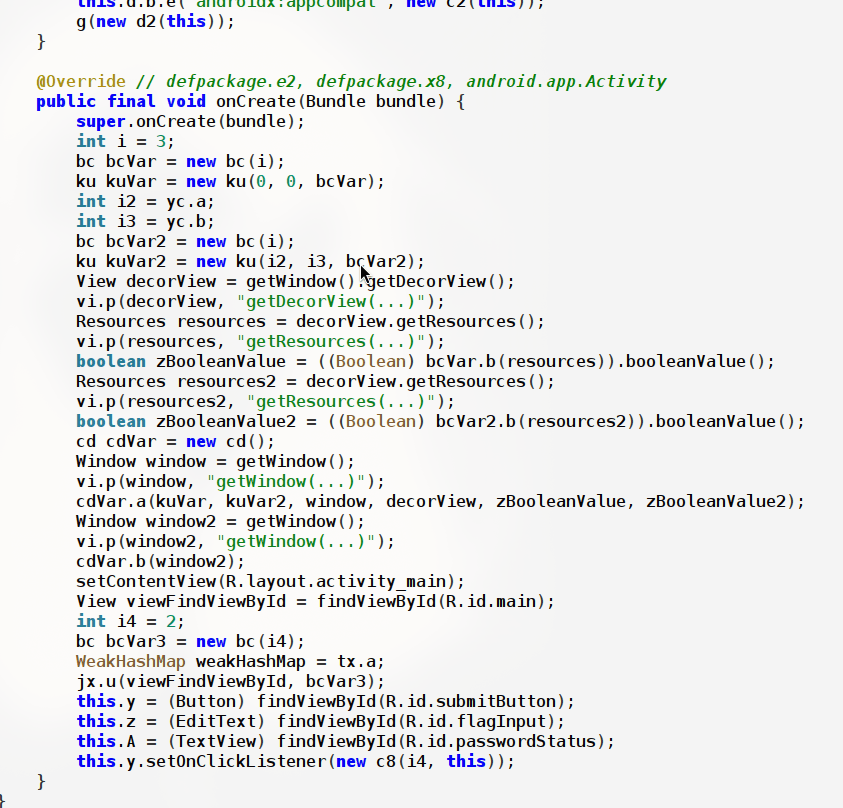 this.d.b.e("androidx:appcompat", new c2(this));
g(new d2(this));
}
@Override // defpackage.e2, defpackage.x8, android.app.Activity
public final void onCreate(Bundle bundle) {
super.onCreate(bundle);
int i = 3;
bc bcVar = new bc(i);
ku kuVar = new ku(0, 0, bcVar);
int i2 = yc.a;
int i3 = yc.b;
bc bcVar2 = new bc(i);
ku kuVar2 = new ku(i2, i3, bcVar2);
View decorView = getWindow().getDecorView();
vi.p(decorView, "getDecorView(...)");
Resources resources = decorView.getResources();
vi.p(resources, "getResources(...)");
boolean zBooleanValue = ((Boolean) bcVar.b(resources)).booleanValue();
Resources resources2 = decorView.getResources();
vi.p(resources2, "getResources(...)");
boolean zBooleanValue2 = ((Boolean) bcVar2.b(resources2)).booleanValue();
cd cdVar = new cd();
Window window = getWindow();
vi.p(window, "getWindow(...)");
cdVar.a(kuVar, kuVar2, window, decorView, zBooleanValue, zBooleanValue2);
Window window2 = getWindow();
vi.p(window2, "getWindow(...)");
cdVar.b(window2);
setContentView(R.layout.activity_main);
View viewFindViewById = findViewById(R.id.main);
int i4 = 2;
bc bcVar3 = new bc(i4);
WeakHashMap weakHashMap = tx.a;
jx.u(viewFindViewById, bcVar3);
this.y = (Button) findViewById(R.id.submitButton);
this.z = (EditText) findViewById(R.id.flagInput);
this.A = (TextView) findViewById(R.id.passwordStatus);
this.y.setOnClickListener(new c8(i4, this));
}
}